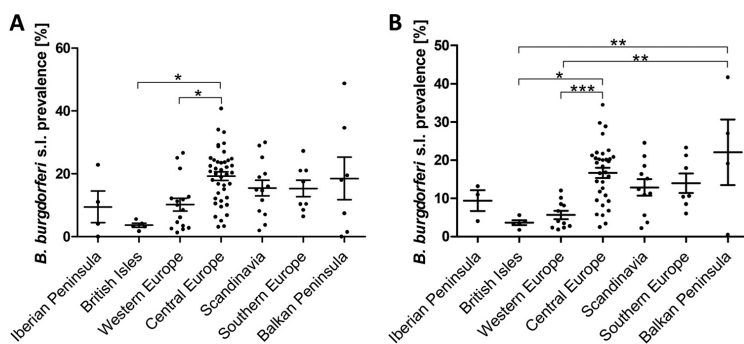 A
B. burgdorferi s.l. prevalence [%]
60
40
20
0
*
*
Iberian Peninsula
British Isles
Western Europe
Central Europe
Scandinavia
Southern Europe
Balkan Peninsula
B
B. burgdorferi s.l. prevalence [%]
50
40
30
20
10
0
**
**
*
***
Iberian Peninsula
British Isles
Western Europe
Central Europe
Scandinavia
Southern Europe
Balkan Peninsula